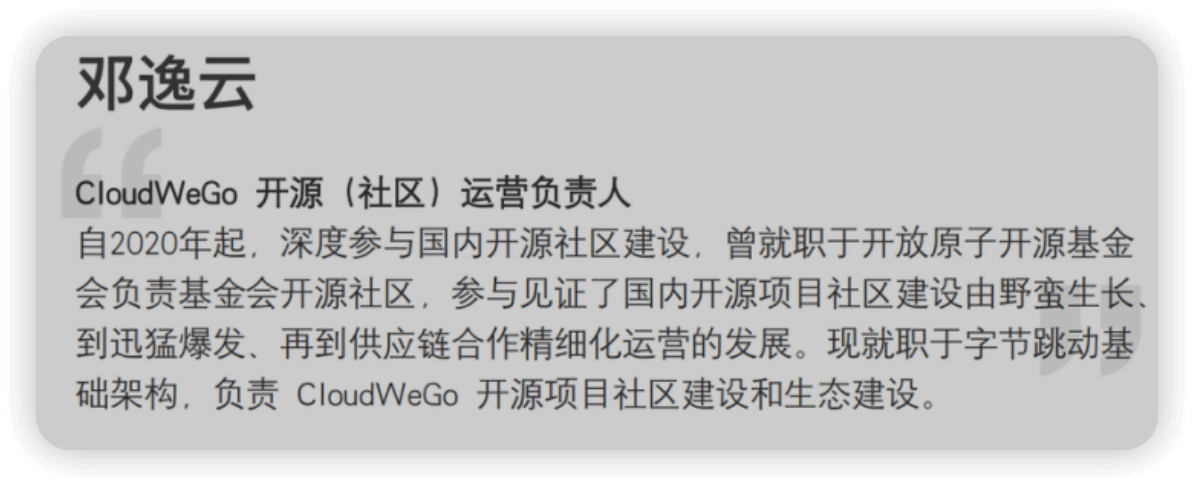 邓逸云
CloudWeGo 开源（社区）运营负责人
自2020年起，深度参与国内开源社区建设，曾就职于开放原子开源基金
会负责基金会开源社区，参与见证了国内开源项目社区建设由野蛮生长、
到迅猛爆发、再到供应链合作精细化运营的发展。现就职于字节跳动基
础架构，负责 CloudWeGo 开源项目社区建设和生态建设。